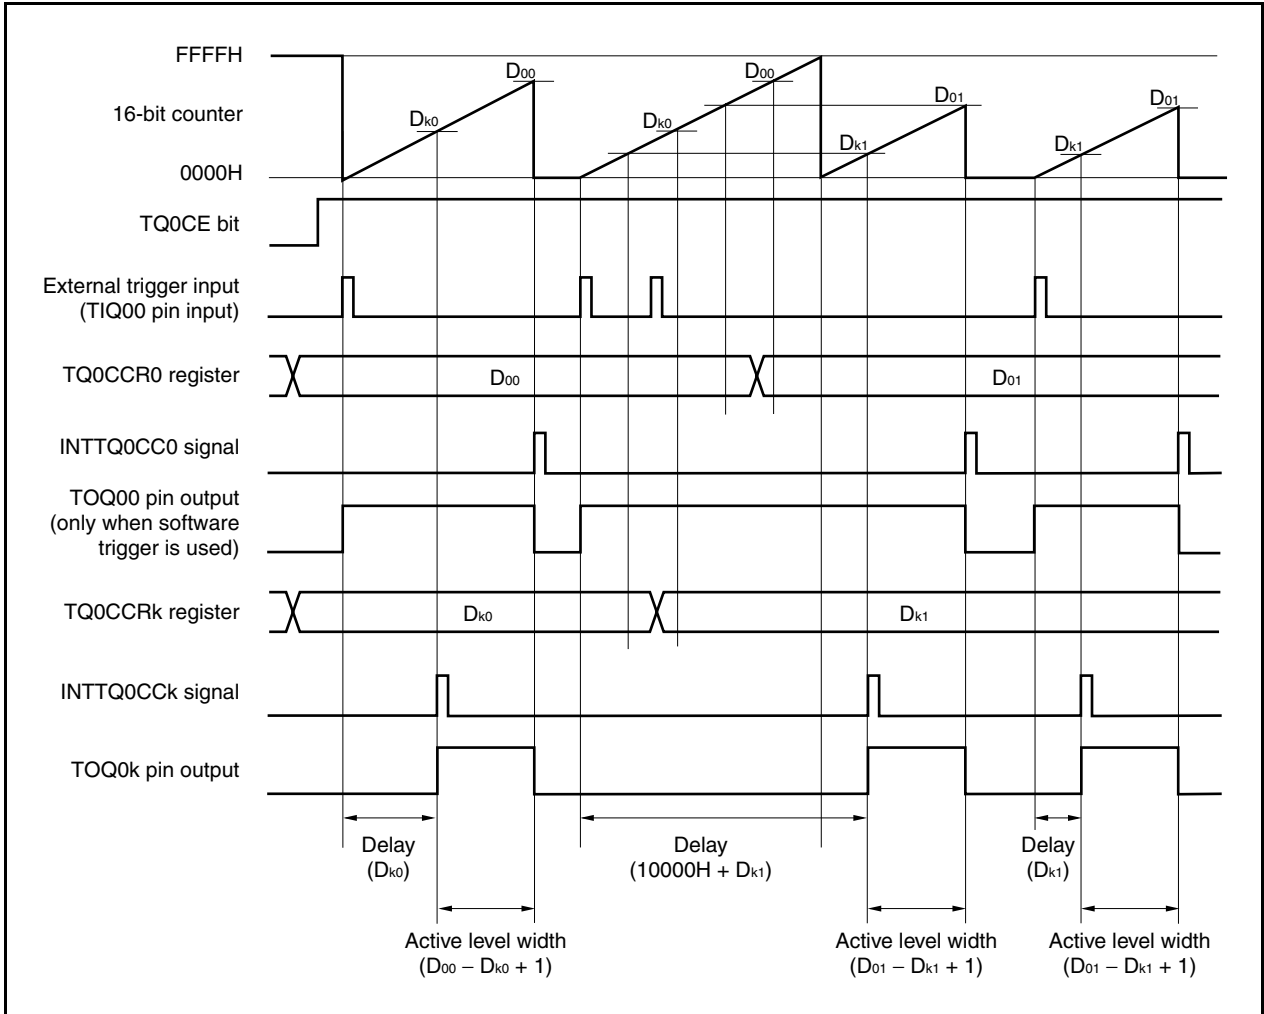 FFFFH
16-bit counter
0000H
D00
Dk0
D00
Dk0
D01
Dk1
D01
Dk1
TQ0CE bit
External trigger input
(TIQ00 pin input)
TQ0CCR0 register
D00
D01
INTTQ0CC0 signal
TOQ00 pin output
(only when software
trigger is used)
TQ0CCRk register
Dk0
Dk1
INTTQ0CCk signal
TOQ0k pin output
Delay
(Dk0)
Delay
(10000H + Dk1)
Delay
(Dk1)
Active level width
(D00 − Dk0 + 1)
Active level width
(D01 − Dk1 + 1)
Active level width
(D01 − Dk1 + 1)